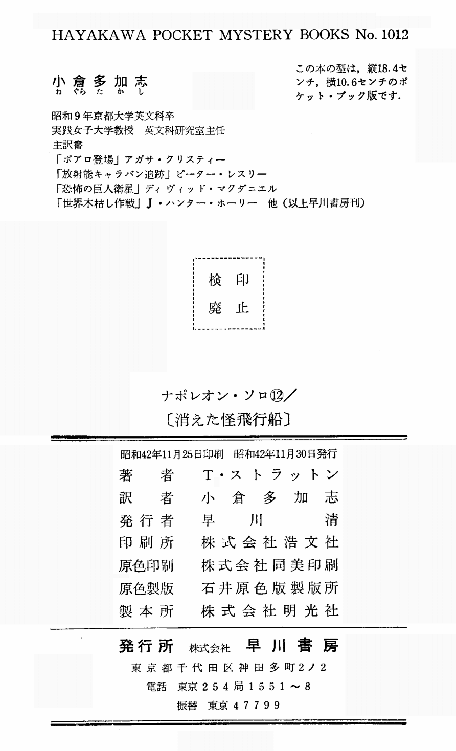 HAYAKAWA POCKET MYSTERY BOOKS No. 1012
この本の型は，縦18.4セ
ンチ，横10.6センチのポ
ケット・ブック版です．
小倉多加志
お ぐら た か し
昭和9年京都大学英文科卒
実践女子大学教授　英文科研究室主任
主訳書
「ポアロ登場」アガサ・クリスティー
「放射能キャラバン追跡」ピーター・レスリー
「恐怖の巨人衛星」ディヴィッド・マクダニエル
「世界木枯し作戦」J・ハンター・ホーリー　他（以上早川書房刊）
検印
廃止
ナポレオン・ソロ⑫／
〔消えた怪飛行船〕
昭和42年11月25日印刷　昭和42年11月30日発行
著者　T・ストラットン
訳者　小倉多加志
発行者　早川清
印刷所　株式会社浩文社
原色印刷　株式会社同美印刷
原色製版　石井原色版製版所
製本所　株式会社明光社
発行所　株式会社　早川書房
東京都千代田区神田多町2ノ2
電話　東京254局1551〜8
振替　東京47799